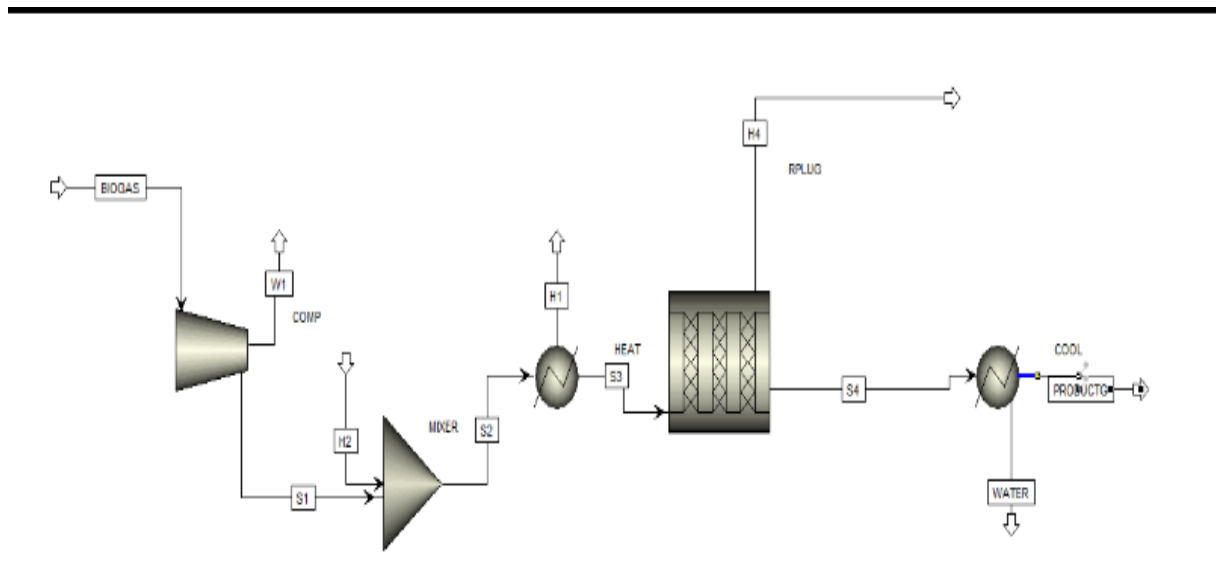 H4
RPLUG
BIOGAS
W1
H1
COMP
HEAT
COOL
S3
S4
PRODUCTG
MIXER
S2
H2
S1
WATER